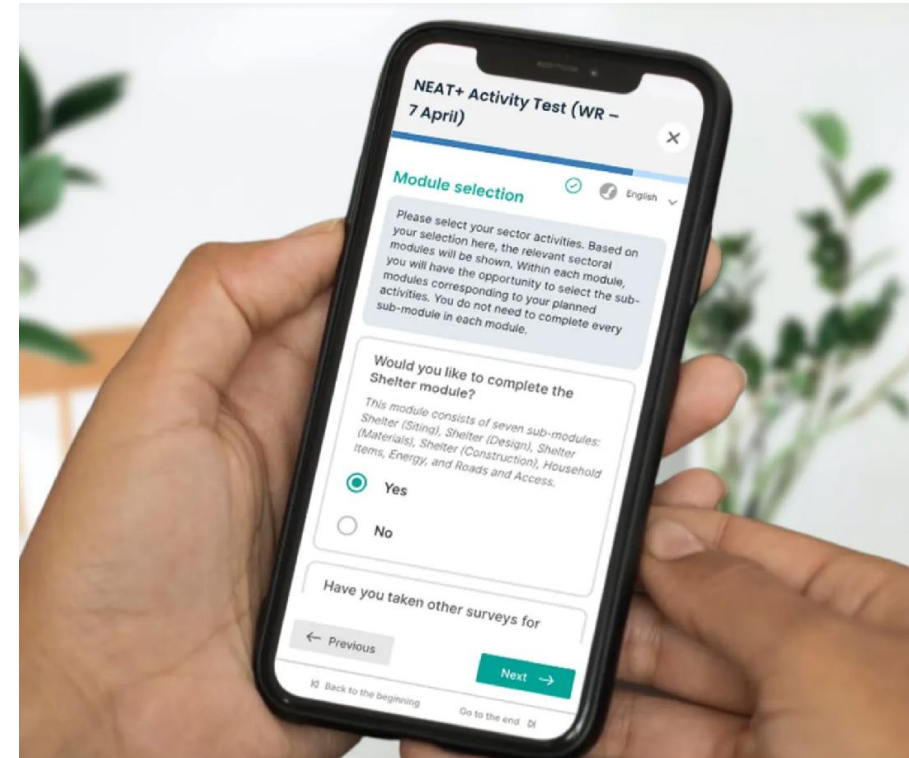 NEAT+ Activity Test (WR –
7 April)
Module selection
English
Please select your sector activities. Based on
your selection here, the relevant sectoral
modules will be shown. Within each module,
you will have the opportunity to select the sub-
modules corresponding to your planned
activities. You do not need to complete every
sub-module in each module.
Would you like to complete the
Shelter module?
This module consists of seven sub-modules:
Shelter (Siting), Shelter (Design), Shelter
(Materials), Shelter (Construction), Household
Items, Energy, and Roads and Access.
Yes
No
Have you taken other surveys for
Previous
Next
Back to the beginning
Go to the end